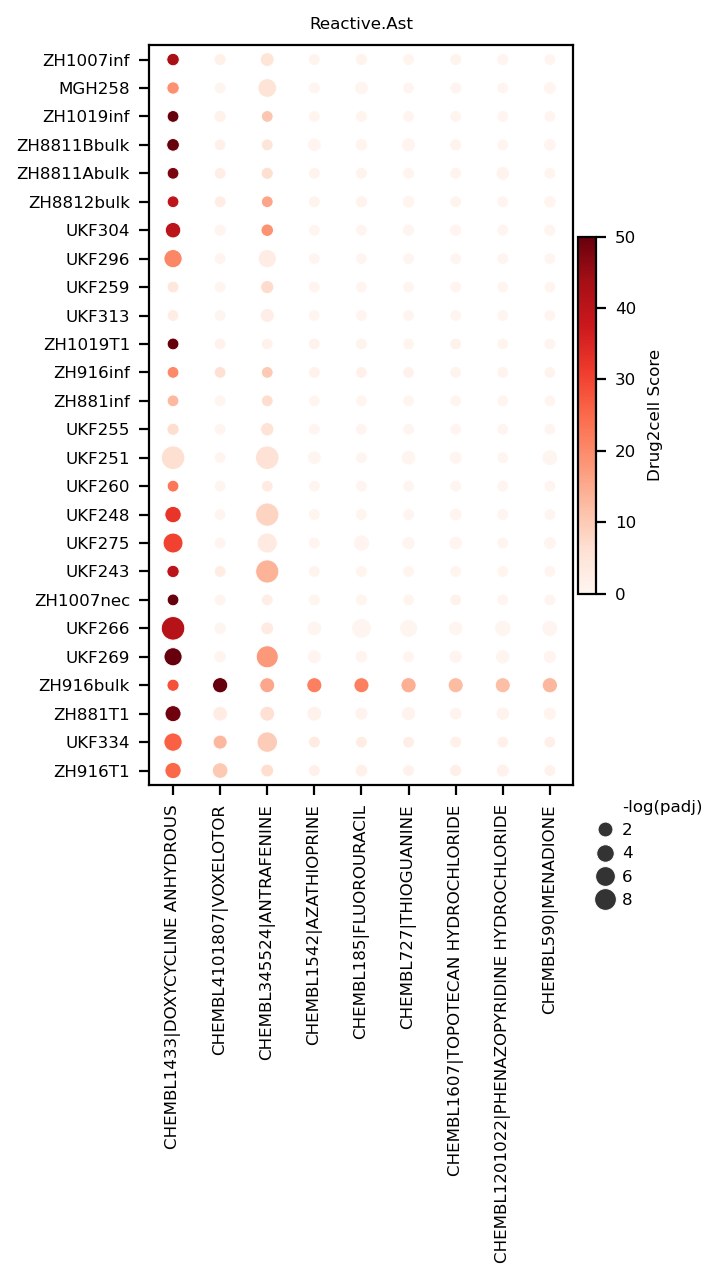 Reactive.Ast
ZH1007inf
MGH258
ZH1019inf
ZH8811Bbulk
ZH8811Abulk
ZH8812bulk
UKF304
UKF296
UKF259
UKF313
ZH1019T1
ZH916inf
ZH881inf
UKF255
UKF251
UKF260
UKF248
UKF275
UKF243
ZH1007nec
UKF266
UKF269
ZH916bulk
ZH881T1
UKF334
ZH916T1
CHEMBL1433|DOXYCYCLINE ANHYDROUS
CHEMBL4101807|VOXELOTOR
CHEMBL345524|ANTRAFENINE
CHEMBL1542|AZATHIOPRINE
CHEMBL185|FLUOROURACIL
CHEMBL727|THIOGUANINE
CHEMBL1607|TOPOTECAN HYDROCHLORIDE
CHEMBL1201022|PHENAZOPYRIDINE HYDROCHLORIDE
CHEMBL590|MENADIONE
50
40
30
20
10
0
Drug2cell Score
-log(padj)
2
4
6
8